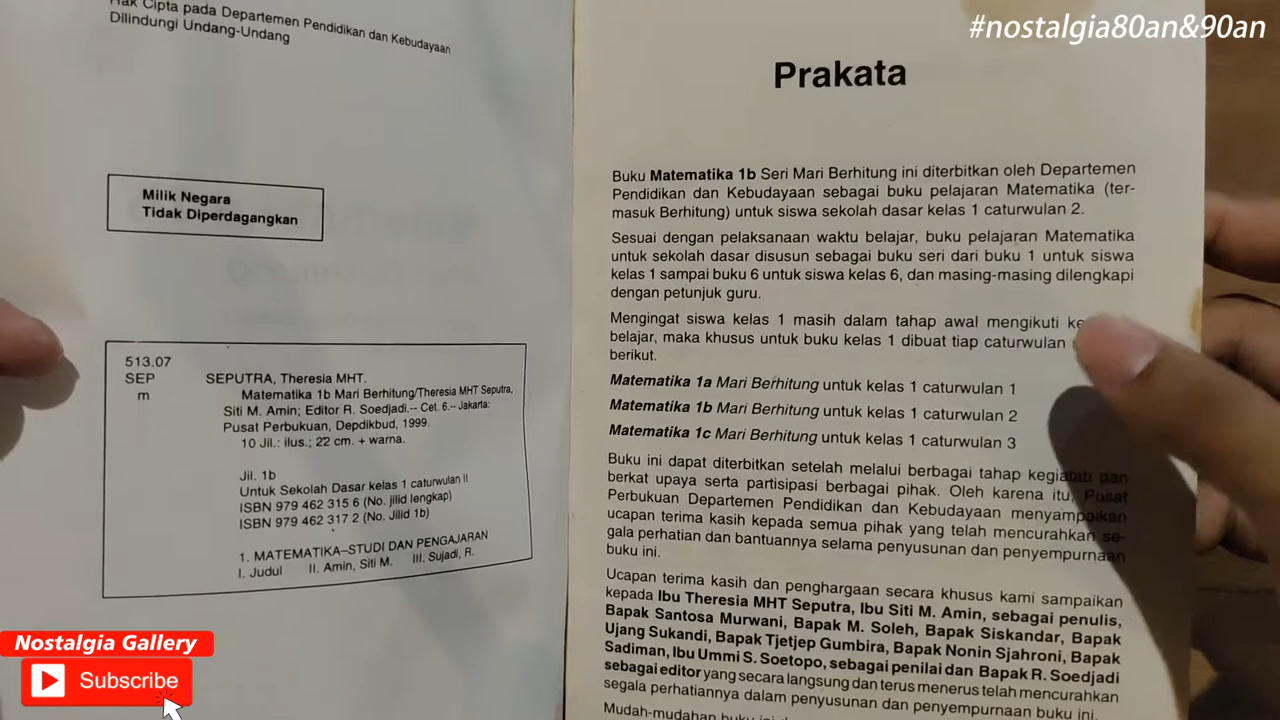 Hak Cipta pada Departemen Pendidikan dan Kebudayaan
Dilindungi Undang-Undang
Milik Negara
Tidak Diperdagangkan
513.07
SEP
m
SEPUTRA, Theresia MHT.
Matematika 1b Mari Berhitung/Theresia MHT Seputra,
Siti M. Amin; Editor R. Soedjadi.-- Cet. 6.-- Jakarta:
Pusat Perbukuan, Depdikbud, 1999.
10 Jil.: ilus.; 22 cm. + warna.
Jil. 1b
Untuk Sekolah Dasar kelas 1 caturwulan II
ISBN 979 462 315 6 (No. jilid lengkap)
ISBN 979 462 317 2 (No. Jilid 1b)
1. MATEMATIKA–STUDI DAN PENGAJARAN
I. Judul II. Amin, Siti M. III. Sujadi, R.
#nostalgia80an&90an
Prakata
Buku Matematika 1b Seri Mari Berhitung ini diterbitkan oleh Departemen
Pendidikan dan Kebudayaan sebagai buku pelajaran Matematika (ter-
masuk Berhitung) untuk siswa sekolah dasar kelas 1 caturwulan 2.
Sesuai dengan pelaksanaan waktu belajar, buku pelajaran Matematika
untuk sekolah dasar disusun sebagai buku seri dari buku 1 untuk siswa
kelas 1 sampai buku 6 untuk siswa kelas 6, dan masing-masing dilengkapi
dengan petunjuk guru.
Mengingat siswa kelas 1 masih dalam tahap awal mengikuti
belajar, maka khusus untuk buku kelas 1 dibuat tiap caturwulan
berikut.
Matematika 1a Mari Berhitung untuk kelas 1 caturwulan 1
Matematika 1b Mari Berhitung untuk kelas 1 caturwulan 2
Matematika 1c Mari Berhitung untuk kelas 1 caturwulan 3
Buku ini dapat diterbitkan setelah melalui berbagai tahap kegiatan dan
berkat upaya serta partisipasi berbagai pihak. Oleh karena itu, Pusat
Perbukuan Departemen Pendidikan dan Kebudayaan menyampaikan
ucapan terima kasih kepada semua pihak yang telah mencurahkan se-
gala perhatian dan bantuannya selama penyusunan dan penyempurnaan
buku ini.
Ucapan terima kasih dan penghargaan secara khusus kami sampaikan
kepada Ibu Theresia MHT Seputra, Ibu Siti M. Amin, sebagai penulis,
Bapak Santosa Murwani, Bapak M. Soleh, Bapak Siskandar, Bapak
Ujang Sukandi, Bapak Tjetjep Gumbira, Bapak Nonin Sjahroni, Bapak
Sadiman, Ibu Ummi S. Soetopo, sebagai penilai dan Bapak R. Soedjadi
sebagai editor yang secara langsung dan terus menerus telah mencurahkan
segala perhatiannya dalam penyusunan dan penyempurnaan buku ini.
Mudah-mudahan buku ini
Nostalgia Gallery
Subscribe